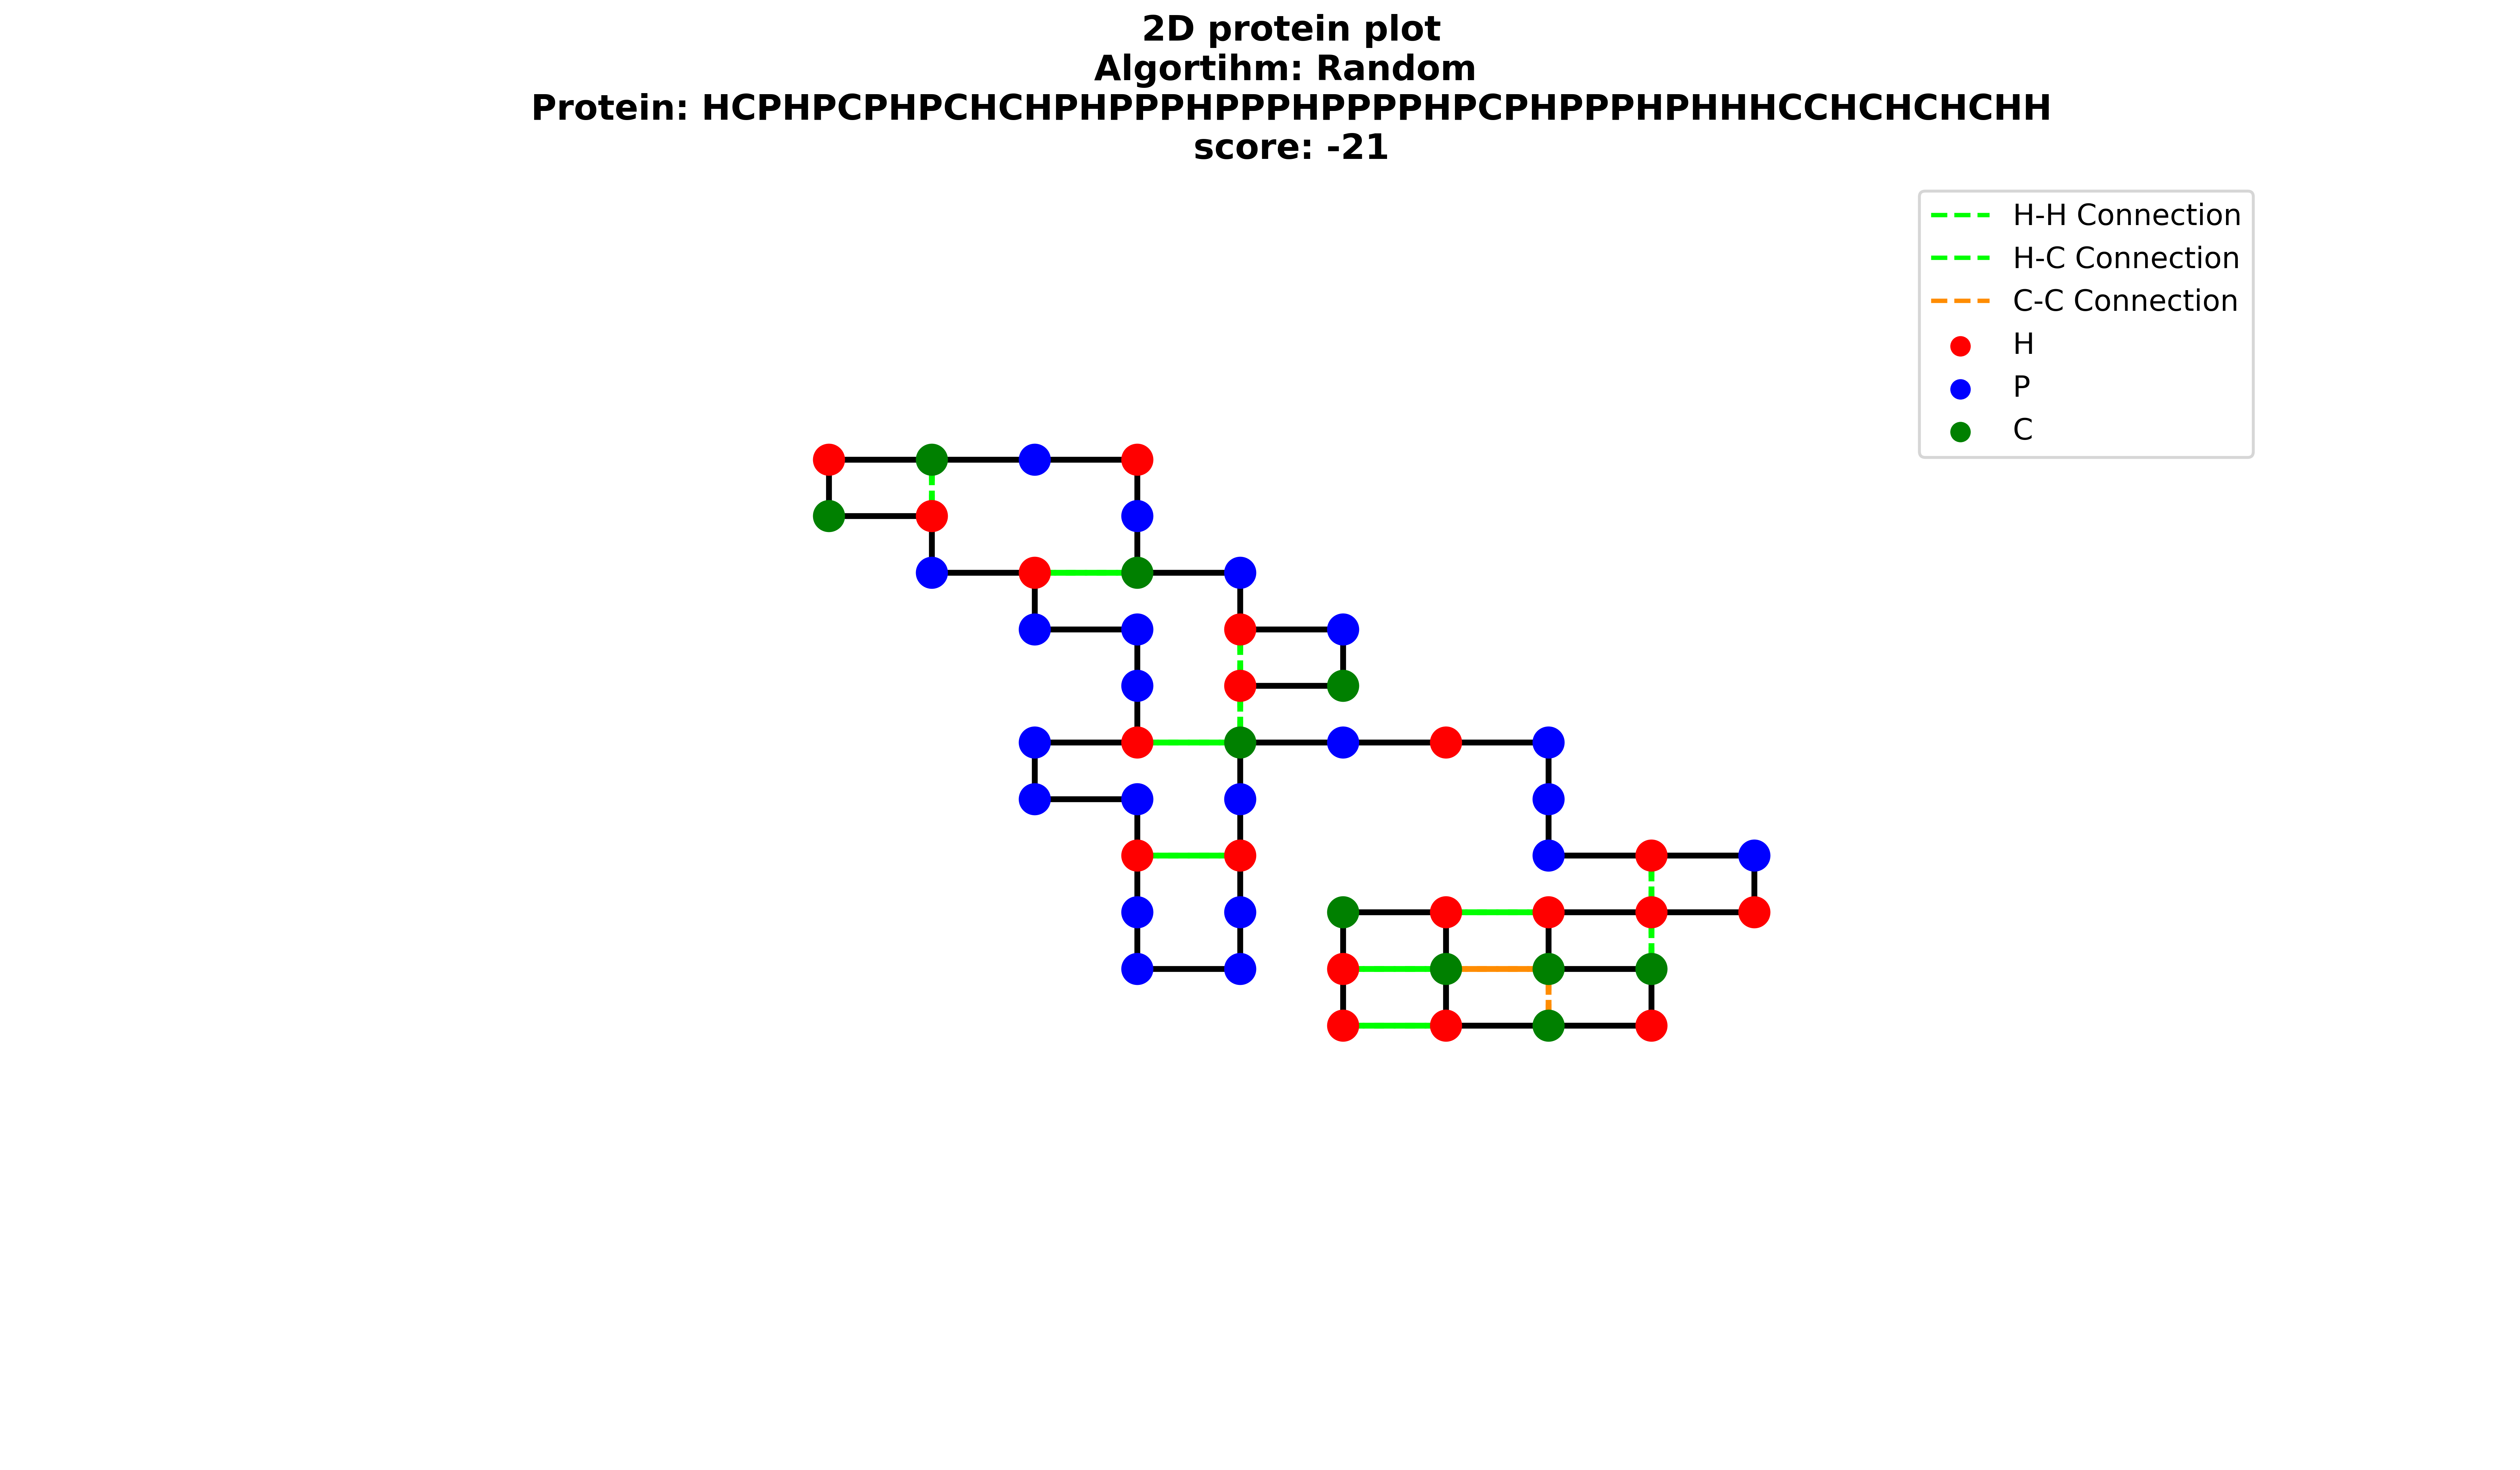 2D protein plot
Algortihm: Random
Protein: HCPHPCPHPCHCHPHPPPHPPPHPPPPHPCPHPPPHPHHHCCHCHCHCHH
score: -21
H-H Connection
H-C Connection
C-C Connection
H
P
C